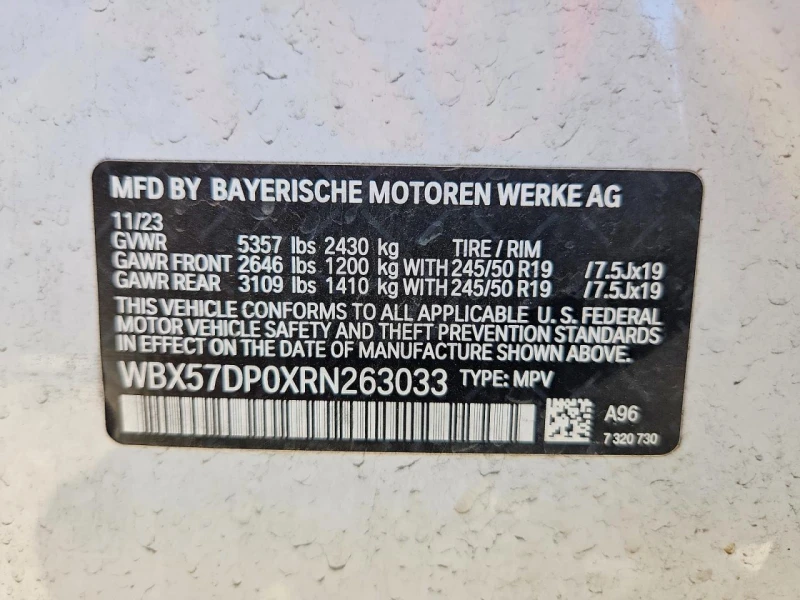 MFD BY BAYERISCHE MOTOREN WERKE AG
11/23
GVWR 5357 lbs 2430 kg TIRE / RIM
GAWR FRONT 2646 lbs 1200 kg WITH 245/50 R19 /7.5Jx19
GAWR REAR 3109 lbs 1410 kg WITH 245/50 R19 /7.5Jx19
THIS VEHICLE CONFORMS TO ALL APPLICABLE U.S. FEDERAL
MOTOR VEHICLE SAFETY AND THEFT PREVENTION STANDARDS
IN EFFECT ON THE DATE OF MANUFACTURE SHOWN ABOVE.
WBX57DP0XRN263033 TYPE: MPV
A96
7 320 730